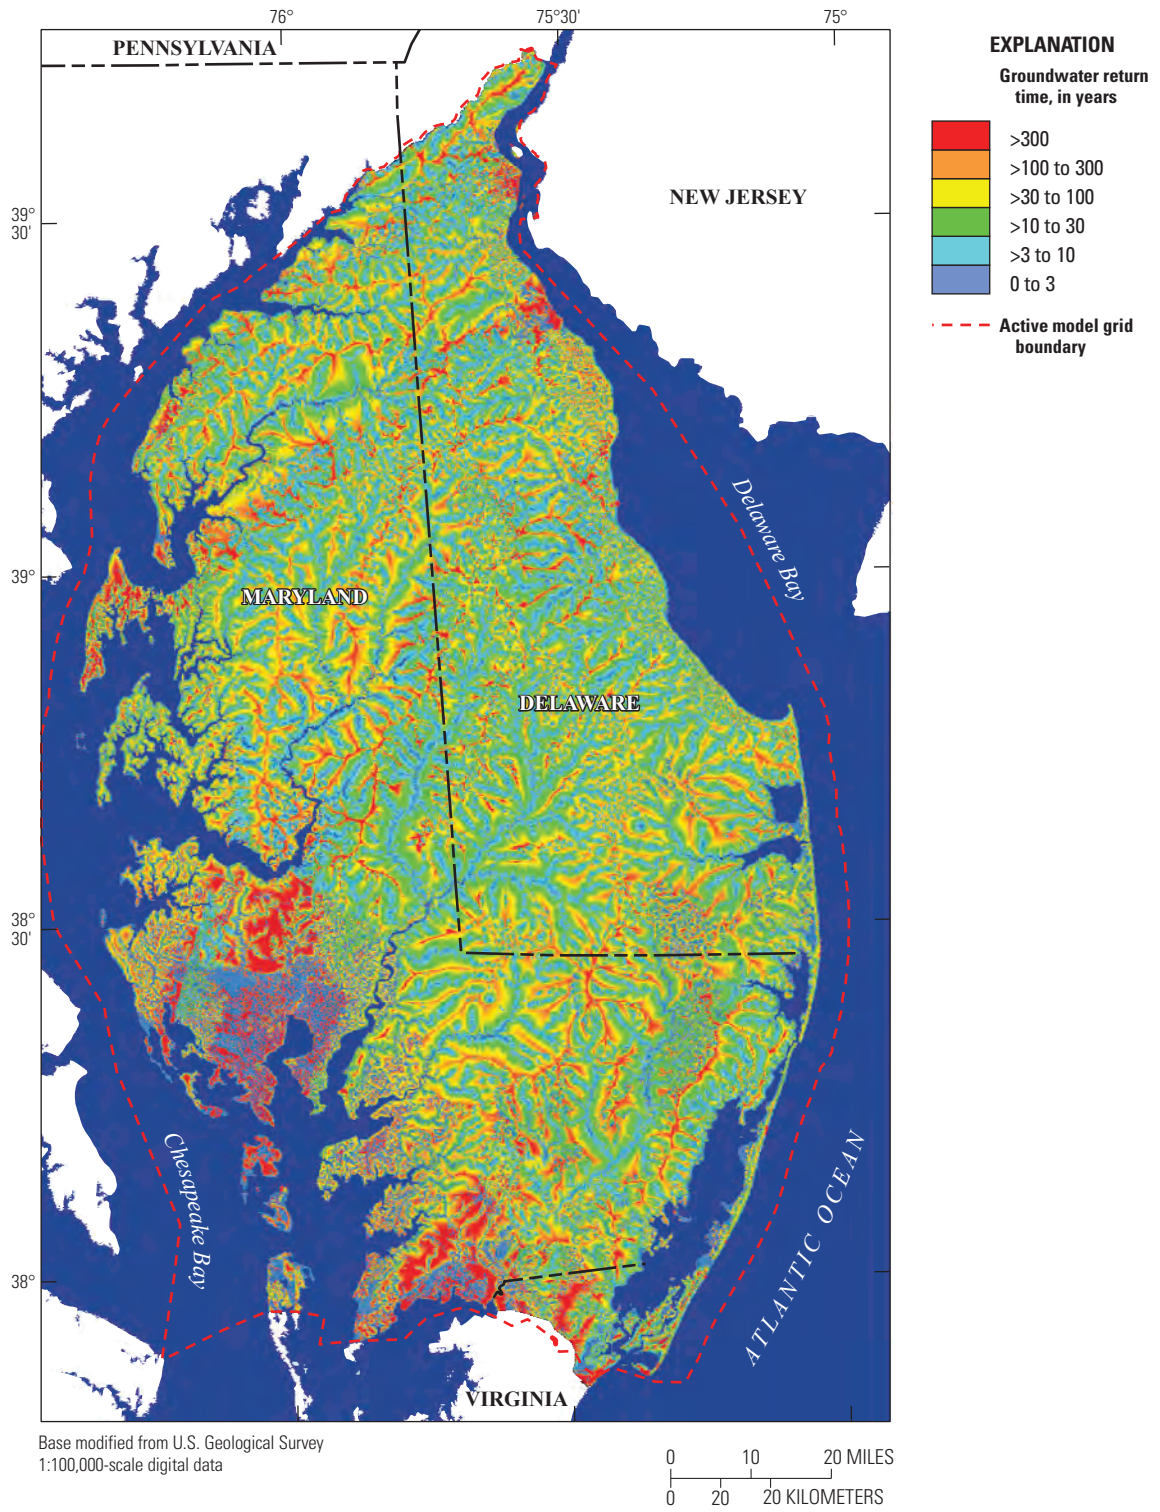 76°
75°30'
75°
PENNSYLVANIA
EXPLANATION
Groundwater return
time, in years
>300
>100 to 300
>30 to 100
>10 to 30
>3 to 10
0 to 3
Active model grid
boundary
NEW JERSEY
39°
30'
Delaware Bay
39°
MARYLAND
DELAWARE
38°
30'
Chesapeake Bay
ATLANTIC OCEAN
38°
VIRGINIA
Base modified from U.S. Geological Survey
1:100,000-scale digital data
0 10 20 MILES
0 20 20 KILOMETERS